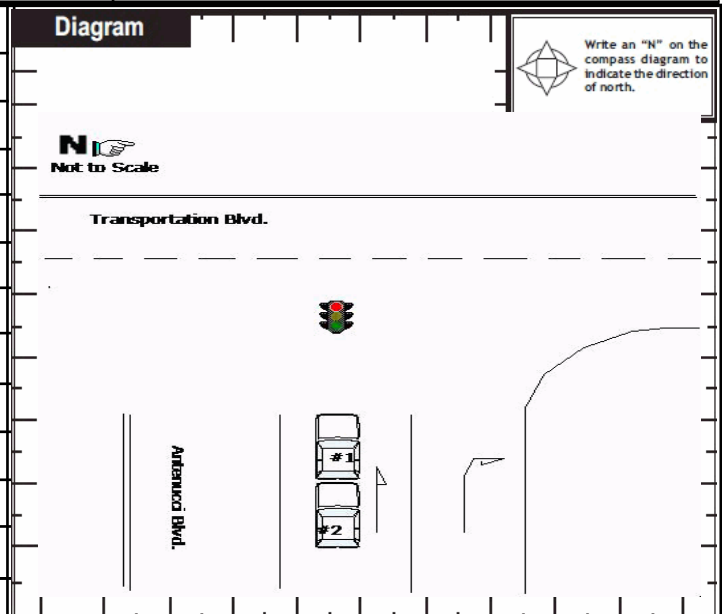 Diagram
Write an “N” on the
compass diagram to
indicate the direction
of north.
N
Not to Scale
Transportation Blvd.
Antenucci Blvd.
#1
#2